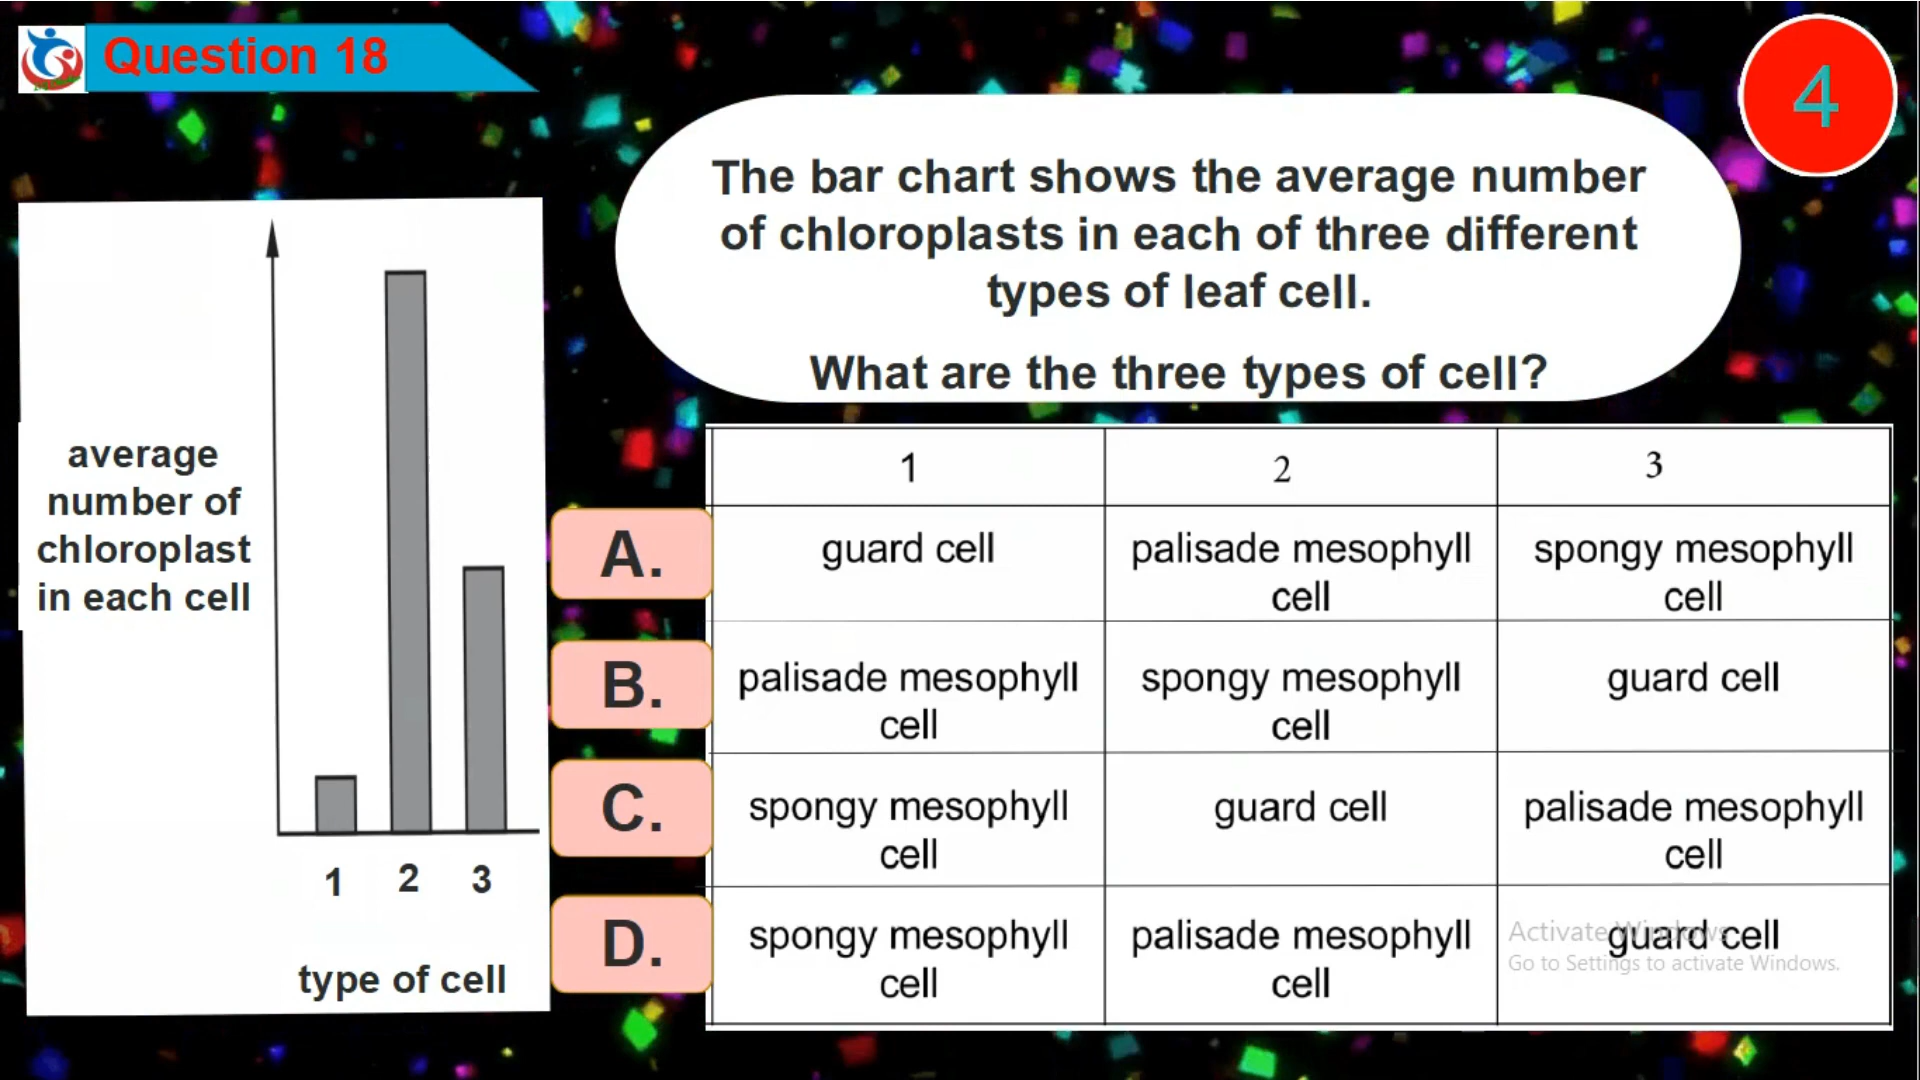 Question 18
4
The bar chart shows the average number
of chloroplasts in each of three different
types of leaf cell.
What are the three types of cell?
average
number of
chloroplast
in each cell
1 2 3
type of cell
1 2 3
A. guard cell palisade mesophyll cell spongy mesophyll cell
B. palisade mesophyll cell spongy mesophyll cell guard cell
C. spongy mesophyll cell guard cell palisade mesophyll cell
D. spongy mesophyll cell palisade mesophyll cell guard cell
Activate Windows
Go to Settings to activate Windows.